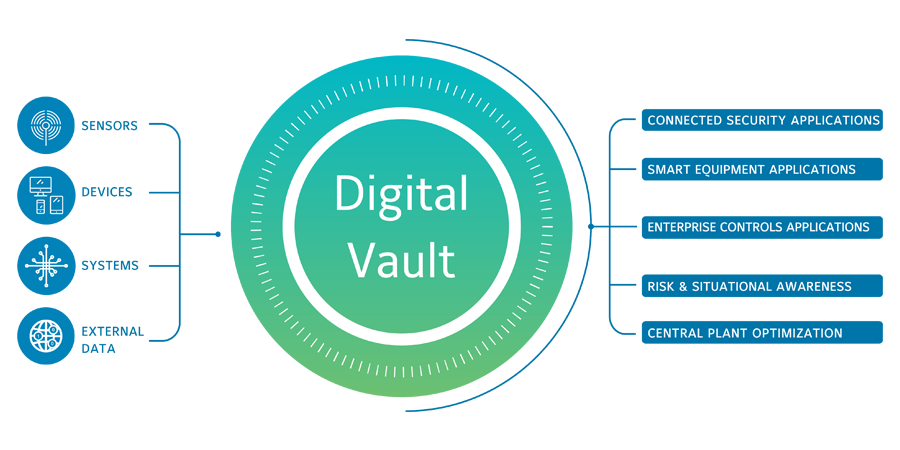 SENSORS
DEVICES
SYSTEMS
EXTERNAL
DATA
Digital
Vault
CONNECTED SECURITY APPLICATIONS
SMART EQUIPMENT APPLICATIONS
ENTERPRISE CONTROLS APPLICATIONS
RISK & SITUATIONAL AWARENESS
CENTRAL PLANT OPTIMIZATION